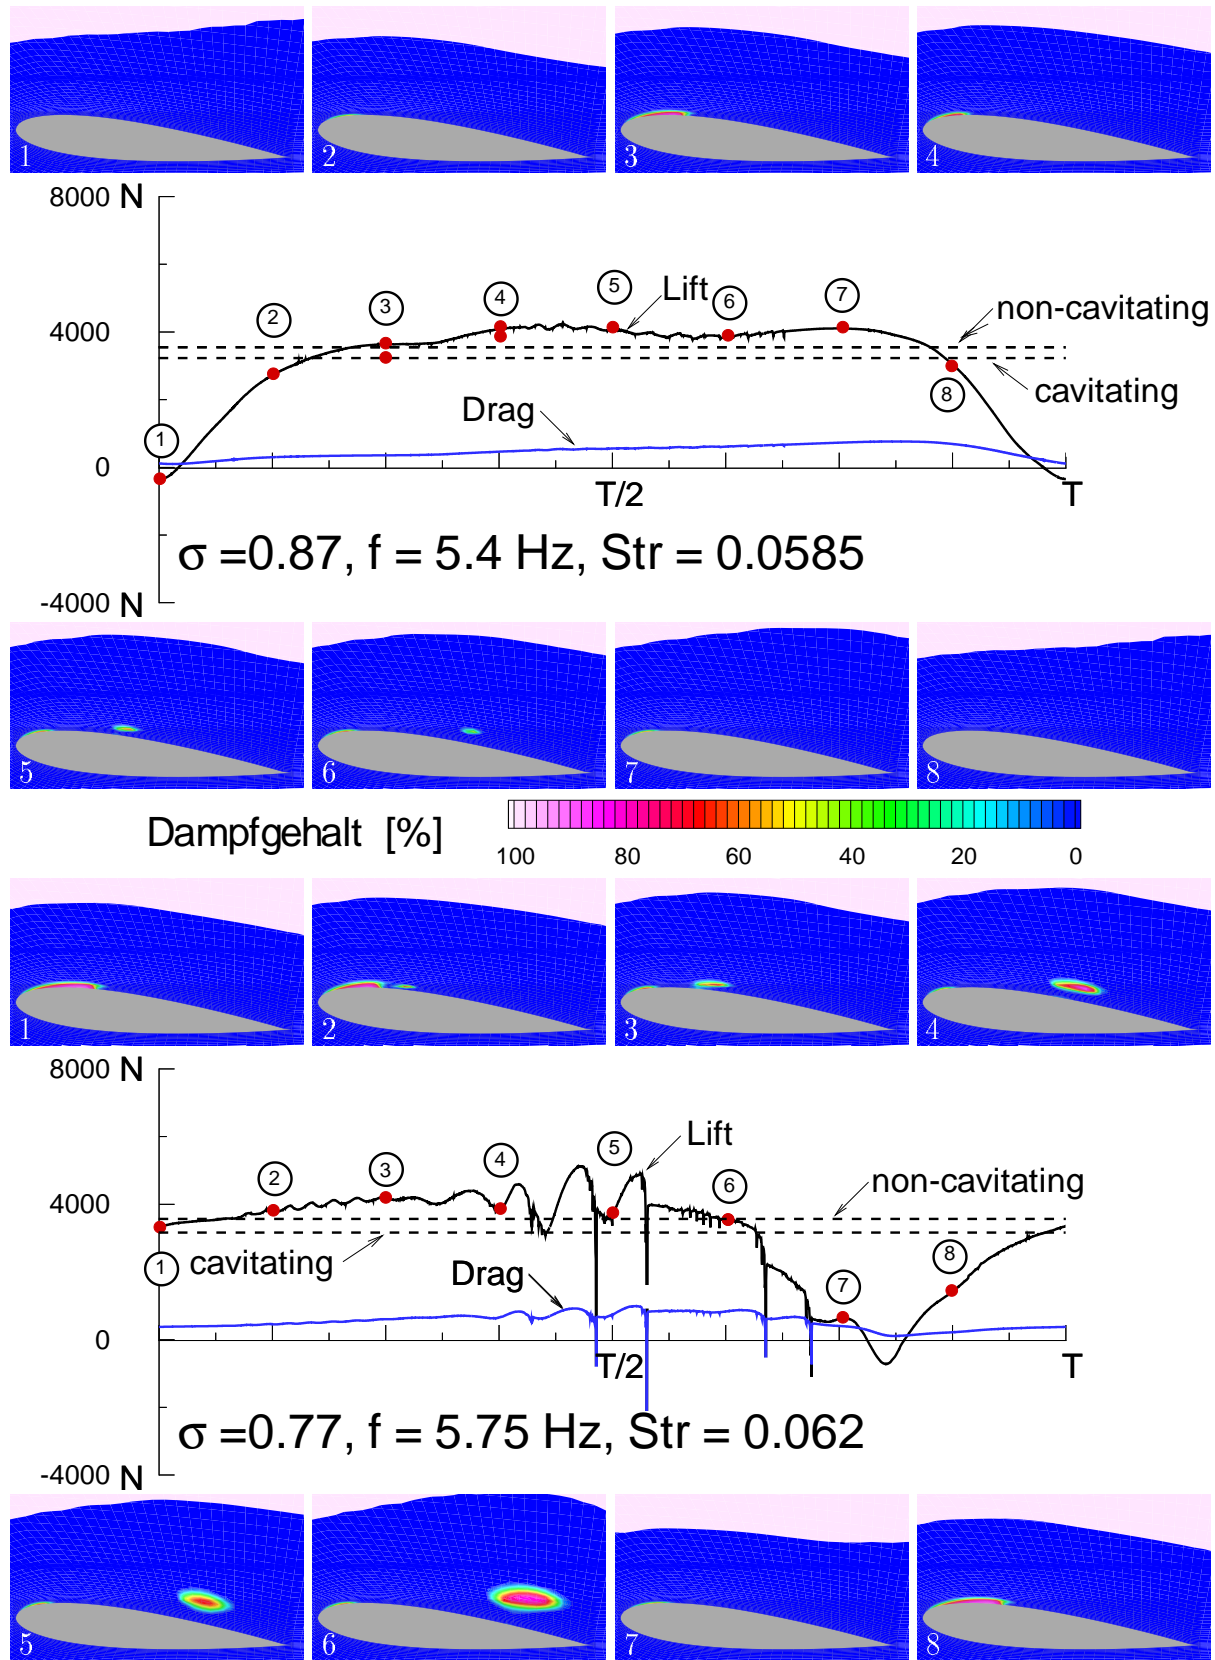 1 2 3 4
8000 N
1 2 3 4 5 Lift 6 7
non-cavitating
4000
cavitating
8
Drag
0
T/2 T
σ =0.87, f = 5.4 Hz, Str = 0.0585
-4000 N
5 6 7 8
Dampfgehalt [%]
100 80 60 40 20 0
1 2 3 4
8000 N
Lift
1 2 3 4 5 6
non-cavitating
4000
cavitating
Drag
7 8
0
T/2 T
σ =0.77, f = 5.75 Hz, Str = 0.062
-4000 N
5 6 7 8